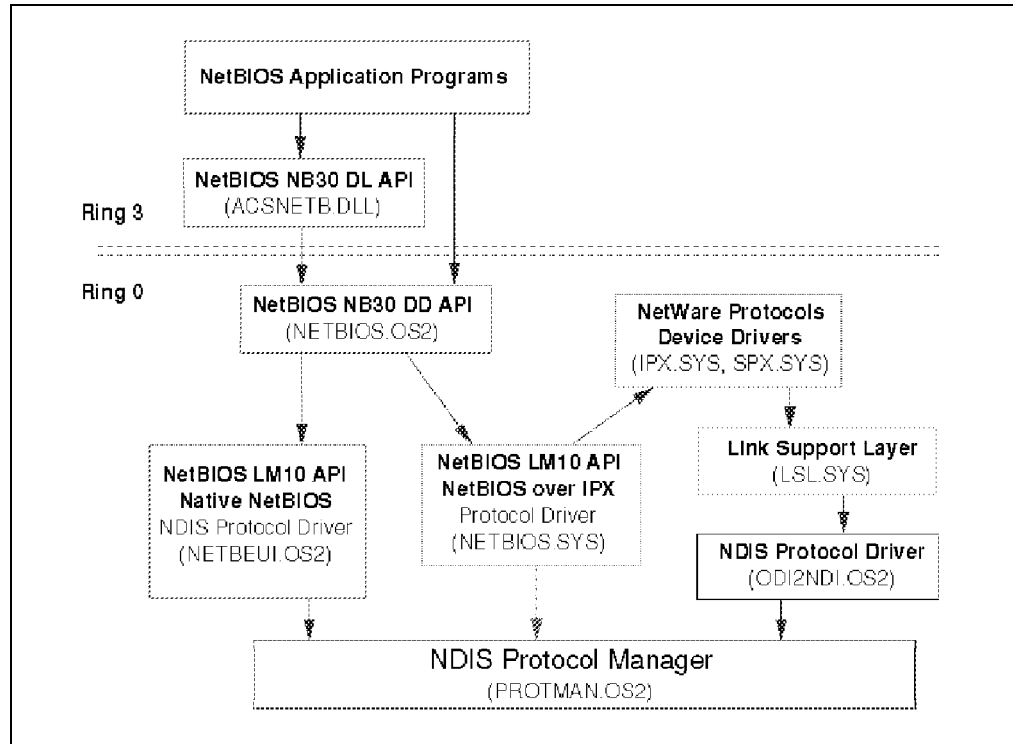 NetBIOS Application Programs
NetBIOS NB30 DL API
(ACSNETB.DLL)
Ring 3
Ring 0
NetBIOS NB30 DD API
(NETBIOS.OS2)
NetWare Protocols
Device Drivers
(IPX.SYS, SPX.SYS)
NetBIOS LM10 API
Native NetBIOS
NDIS Protocol Driver
(NETBEUI.OS2)
NetBIOS LM10 API
NetBIOS over IPX
Protocol Driver
(NETBIOS.SYS)
Link Support Layer
(LSL.SYS)
NDIS Protocol Driver
(ODI2NDI.OS2)
NDIS Protocol Manager
(PROTMAN.OS2)